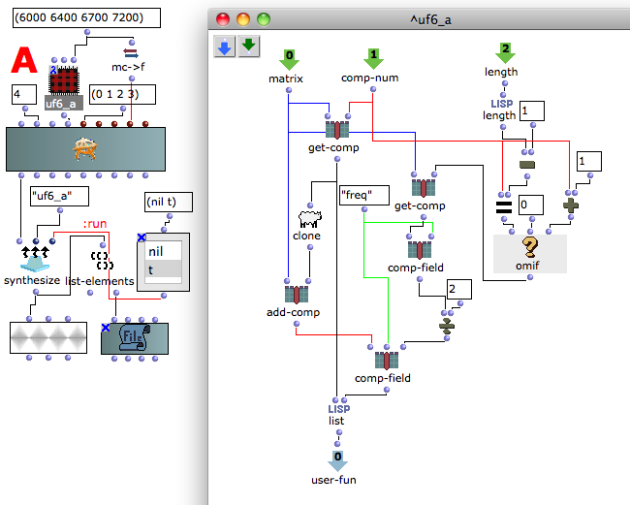 (6000 6400 6700 7200)
A
mc->f
4
uf6_a
(0 1 2 3)
"uf6_a"
(nil t)
:run
nil
t
synthesize
list-elements
File
^uf6_a
0
1
2
matrix
comp-num
length
LISP
length
1
get-comp
1
"freq"
get-comp
0
clone
comp-field
omif
2
add-comp
comp-field
LISP
list
0
user-fun